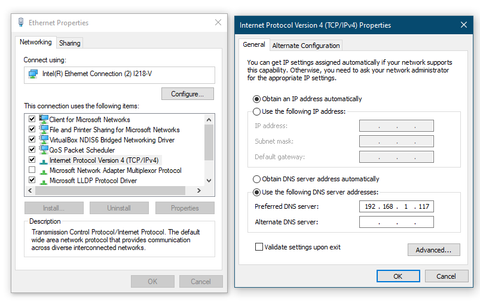 Ethernet Properties
Networking Sharing
Connect using:
Intel(R) Ethernet Connection (2) I218-V
Configure...
This connection uses the following items:
Client for Microsoft Networks
File and Printer Sharing for Microsoft Networks
VirtualBox NDIS6 Bridged Networking Driver
QoS Packet Scheduler
Internet Protocol Version 4 (TCP/IPv4)
Microsoft Network Adapter Multiplexor Protocol
Microsoft LLDP Protocol Driver
Install... Uninstall Properties
Description
Transmission Control Protocol/Internet Protocol. The default
wide area network protocol that provides communication
across diverse interconnected networks.
OK Cancel
Internet Protocol Version 4 (TCP/IPv4) Properties
General Alternate Configuration
You can get IP settings assigned automatically if your network supports
this capability. Otherwise, you need to ask your network administrator
for the appropriate IP settings.
Obtain an IP address automatically
Use the following IP address:
IP address: . . .
Subnet mask: . . .
Default gateway: . . .
Obtain DNS server address automatically
Use the following DNS server addresses:
Preferred DNS server: 192 . 168 . 1 . 117
Alternate DNS server: . . .
Validate settings upon exit
Advanced...
OK Cancel